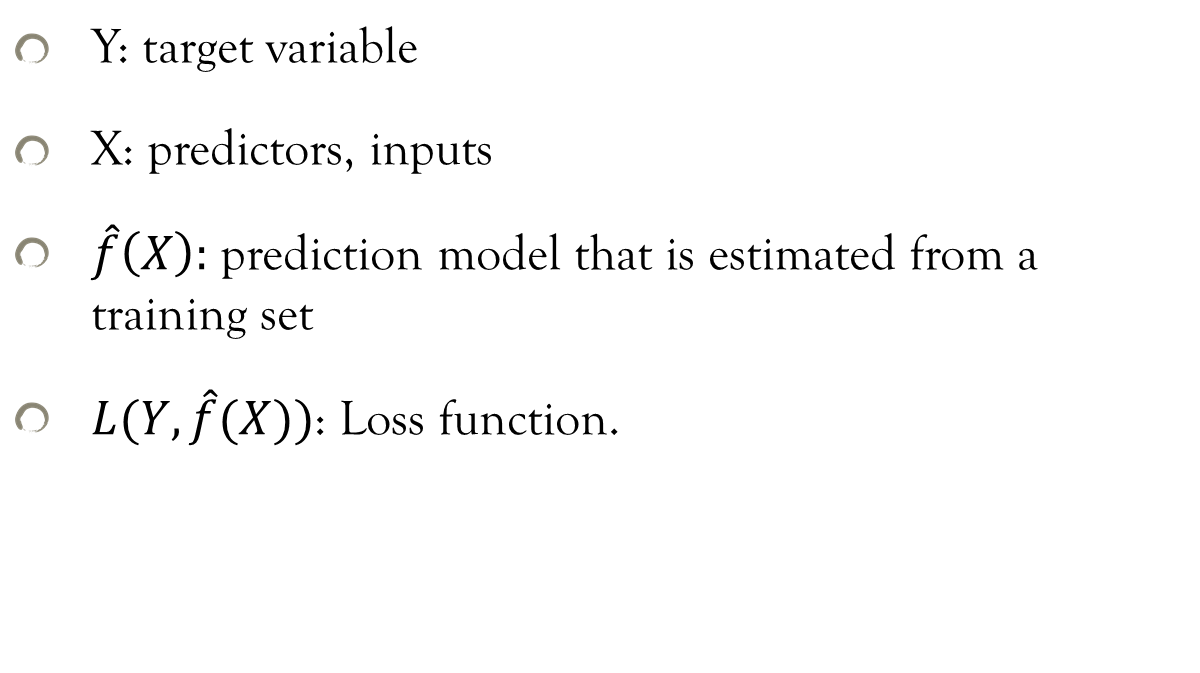 Y: target variable
X: predictors, inputs
f̂(X): prediction model that is estimated from a
training set
L(Y, f̂(X)): Loss function.